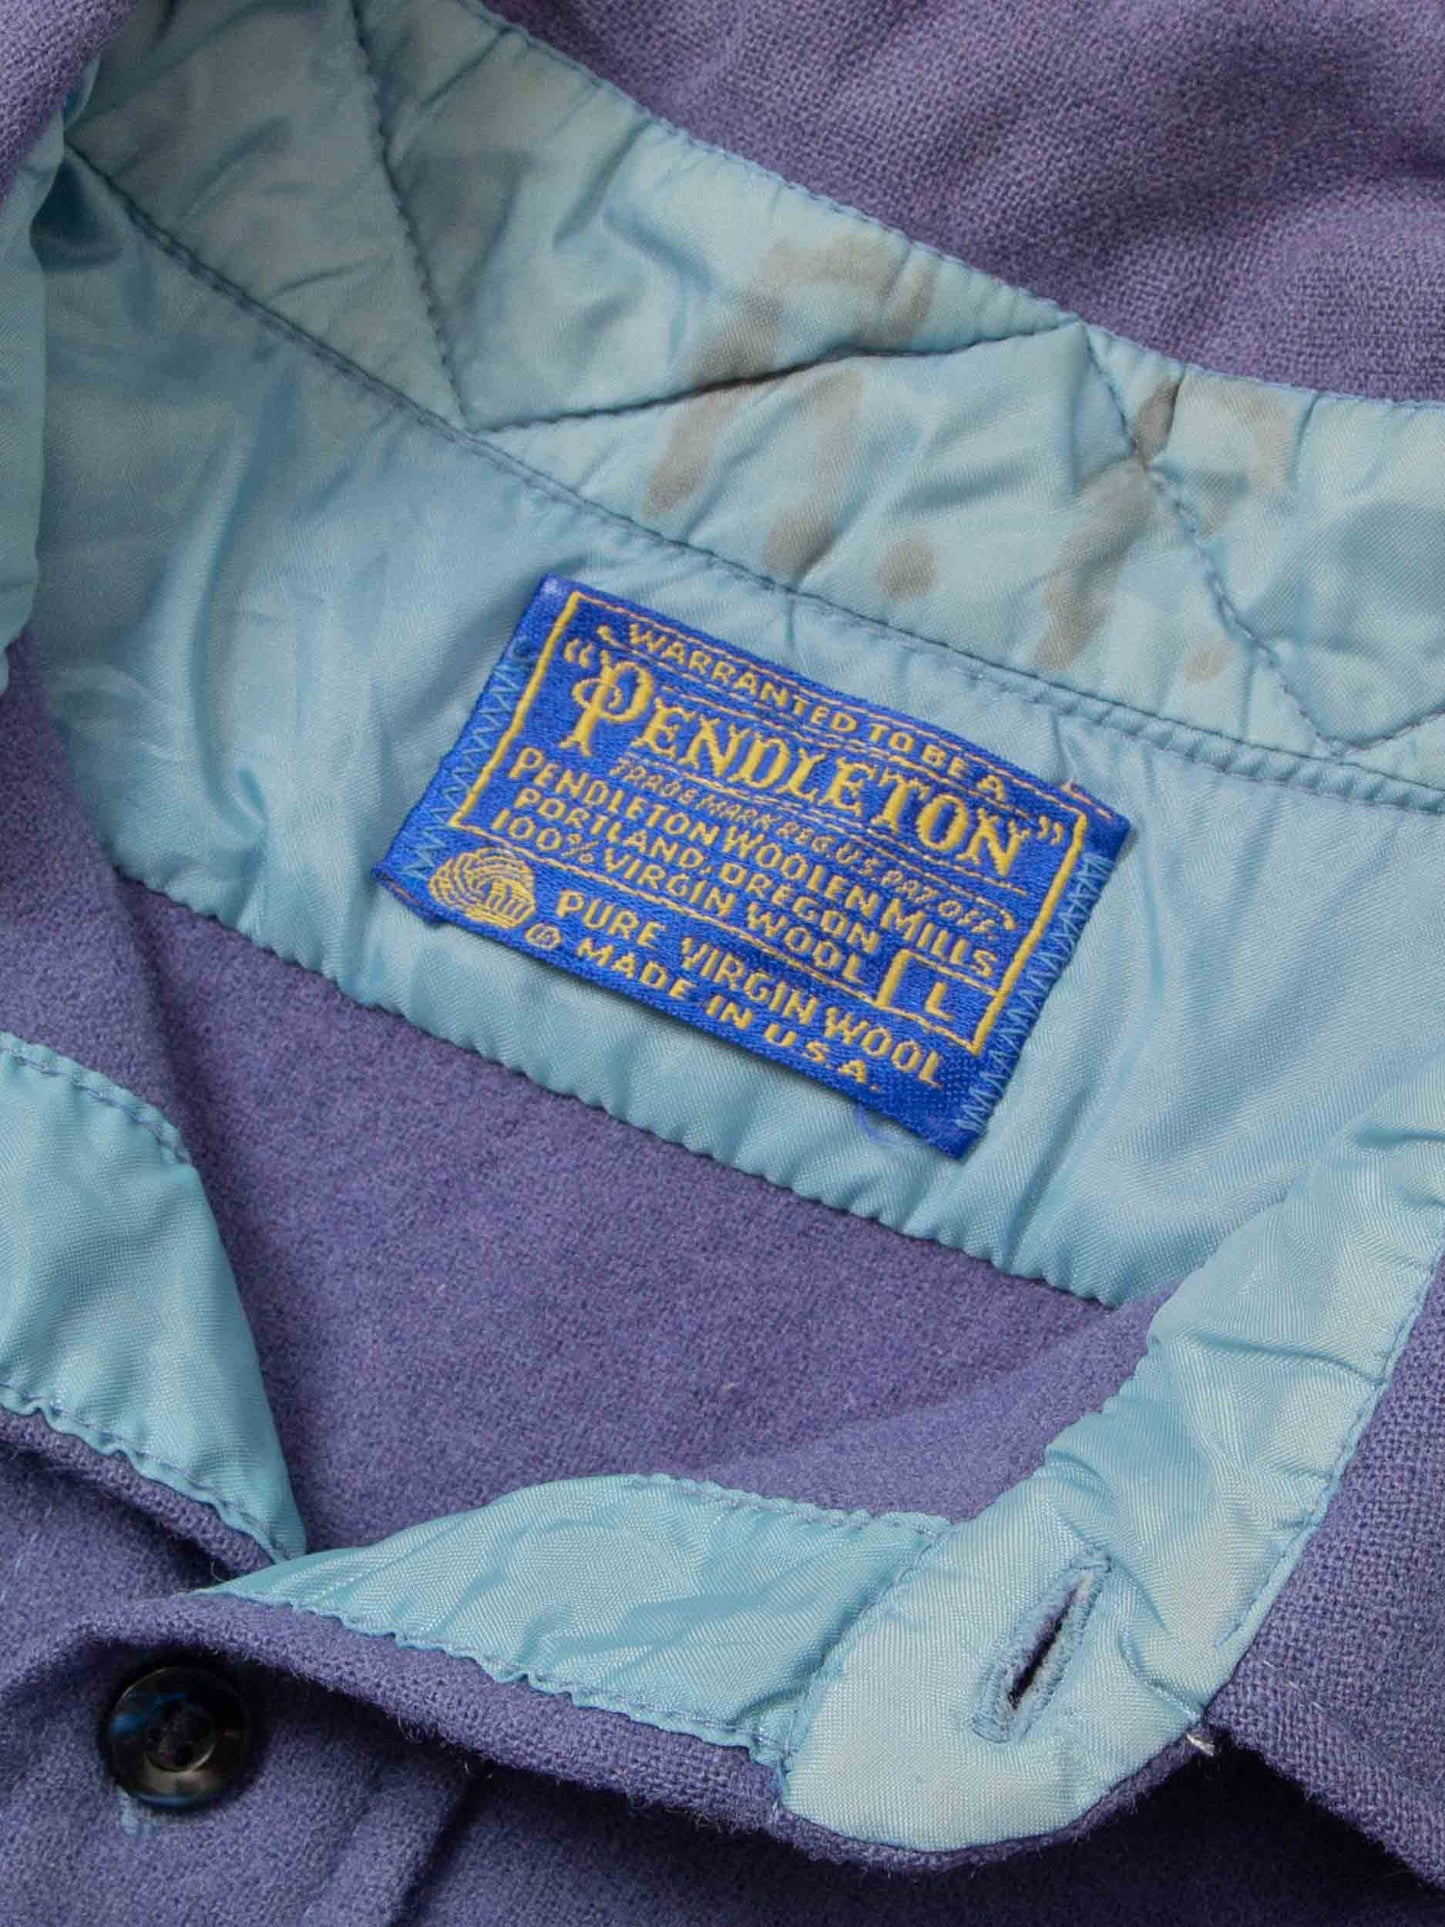 WARRANTED TO BE A
"PENDLETON"
TRADE MARK REG U.S. PAT. OFF.
PENDLETON WOOLEN MILLS
PORTLAND, OREGON
100% VIRGIN WOOL
L
PURE VIRGIN WOOL
® MADE IN U.S.A.